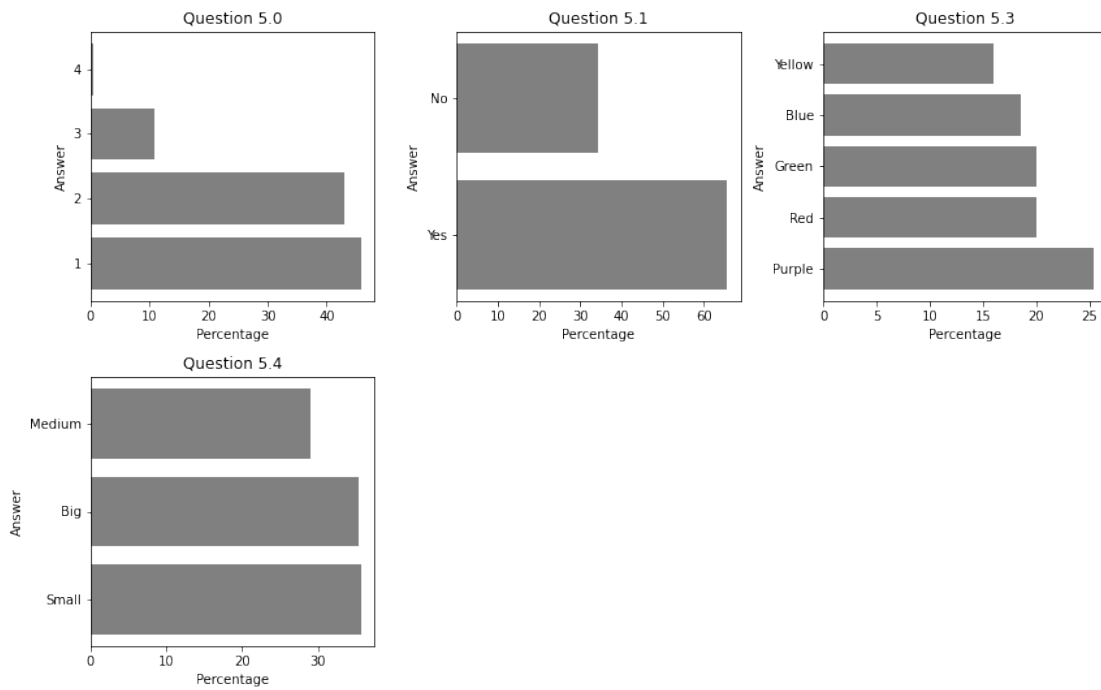 Question 5.0
4
3
2
1
Answer
0 10 20 30 40
Percentage
Question 5.1
No
Yes
Answer
0 10 20 30 40 50 60
Percentage
Question 5.3
Yellow
Blue
Green
Red
Purple
Answer
0 5 10 15 20 25
Percentage
Question 5.4
Medium
Big
Small
Answer
0 10 20 30
Percentage